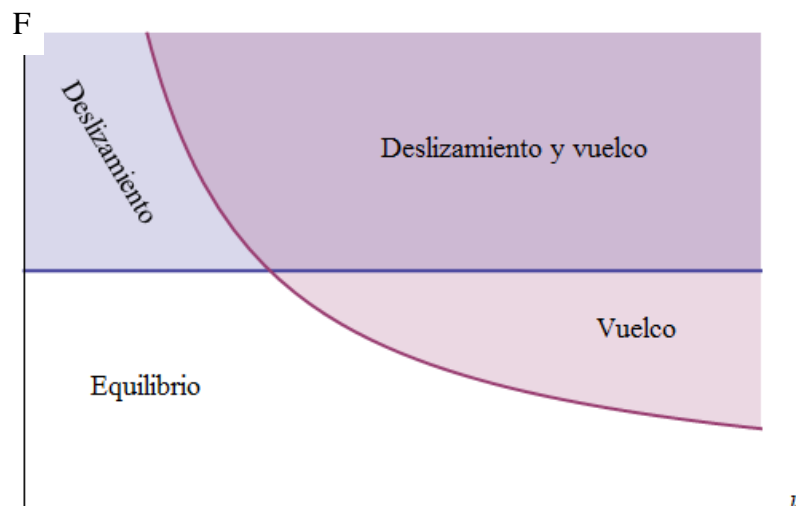 F
Deslizamiento
Deslizamiento y vuelco
Vuelco
Equilibrio